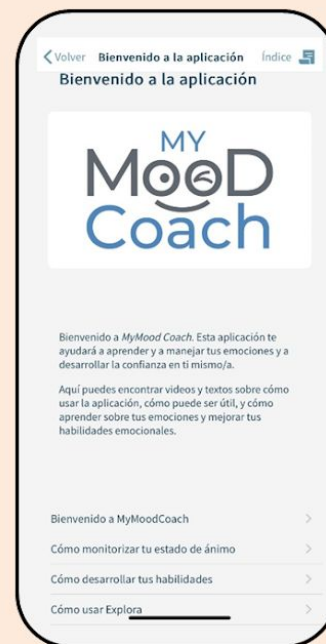 Volver Bienvenido a la aplicación Índice
Bienvenido a la aplicación
MY
MooD
Coach
Bienvenido a MyMood Coach. Esta aplicación te
ayudará a aprender y a manejar tus emociones y a
desarrollar la confianza en ti mismo/a.
Aquí puedes encontrar videos y textos sobre cómo
usar la aplicación, cómo puede ser útil, y cómo
aprender sobre tus emociones y mejorar tus
habilidades emocionales.
Bienvenido a MyMoodCoach
Cómo monitorizar tu estado de ánimo
Cómo desarrollar tus habilidades
Cómo usar Explora